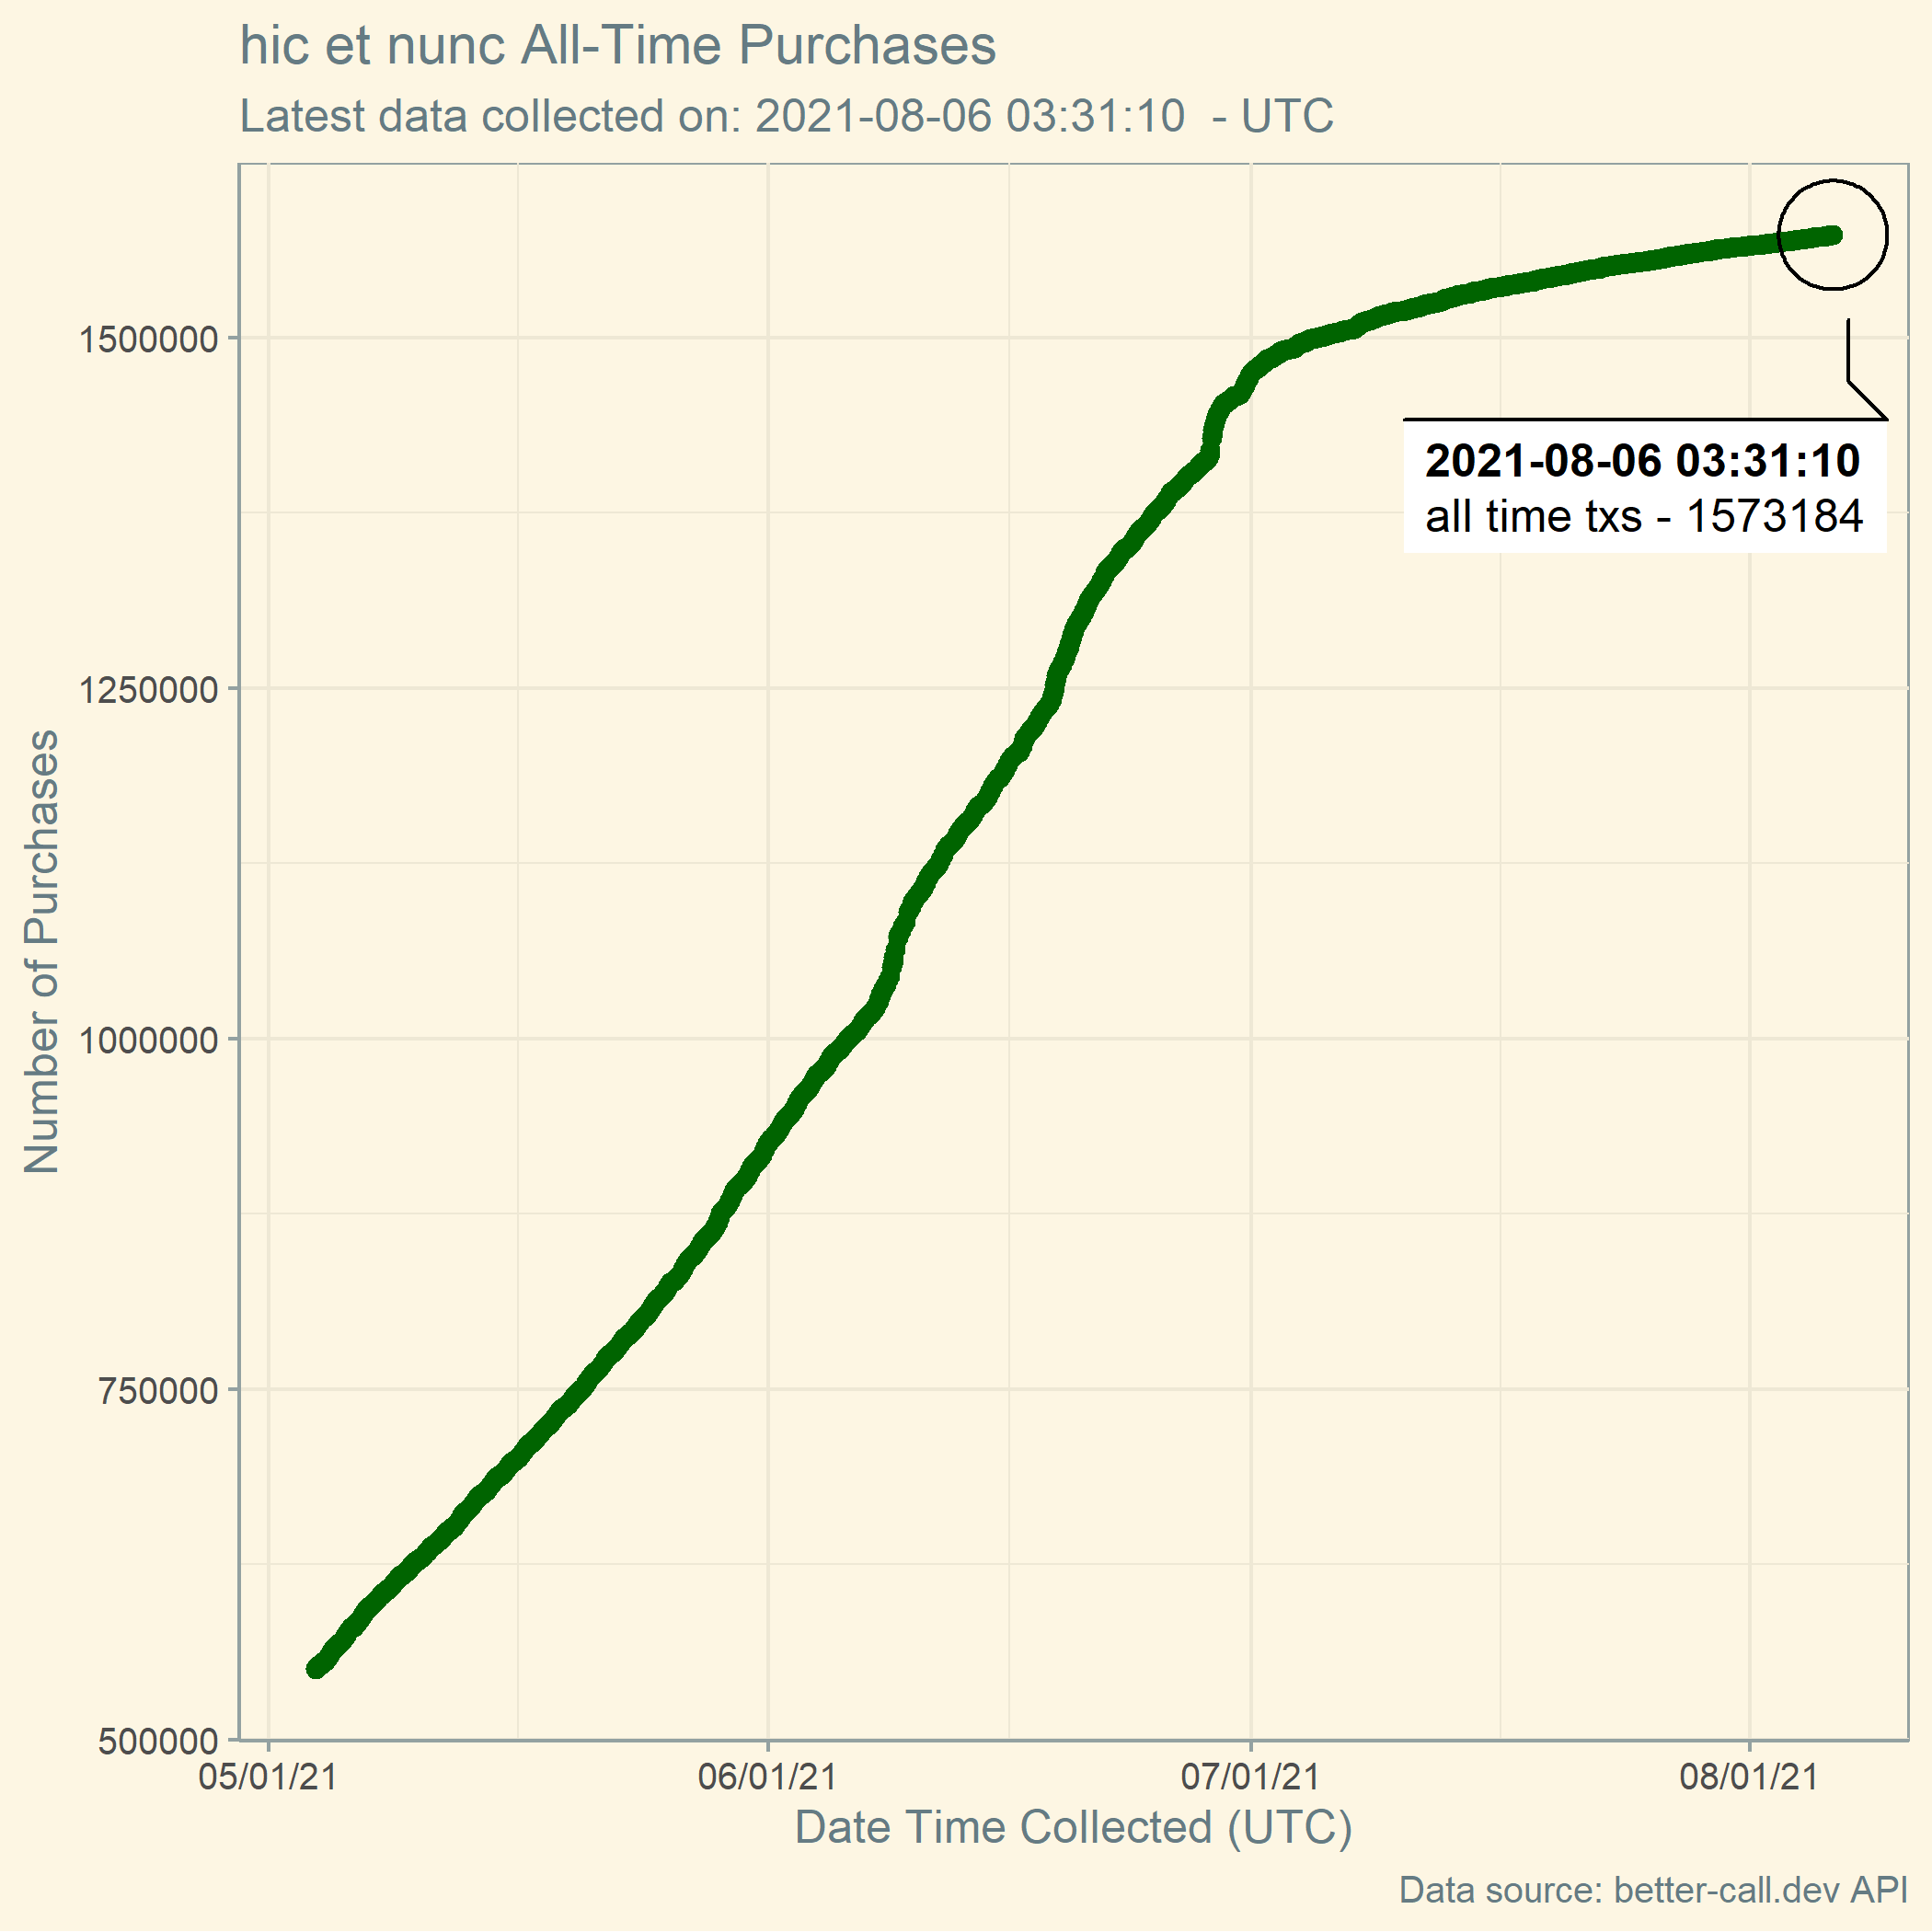 hic et nunc All-Time Purchases
Latest data collected on: 2021-08-06 03:31:10  - UTC
Number of Purchases
1500000
1250000
1000000
750000
500000
2021-08-06 03:31:10
all time txs - 1573184
05/01/21 06/01/21 07/01/21 08/01/21
Date Time Collected (UTC)
Data source: better-call.dev API